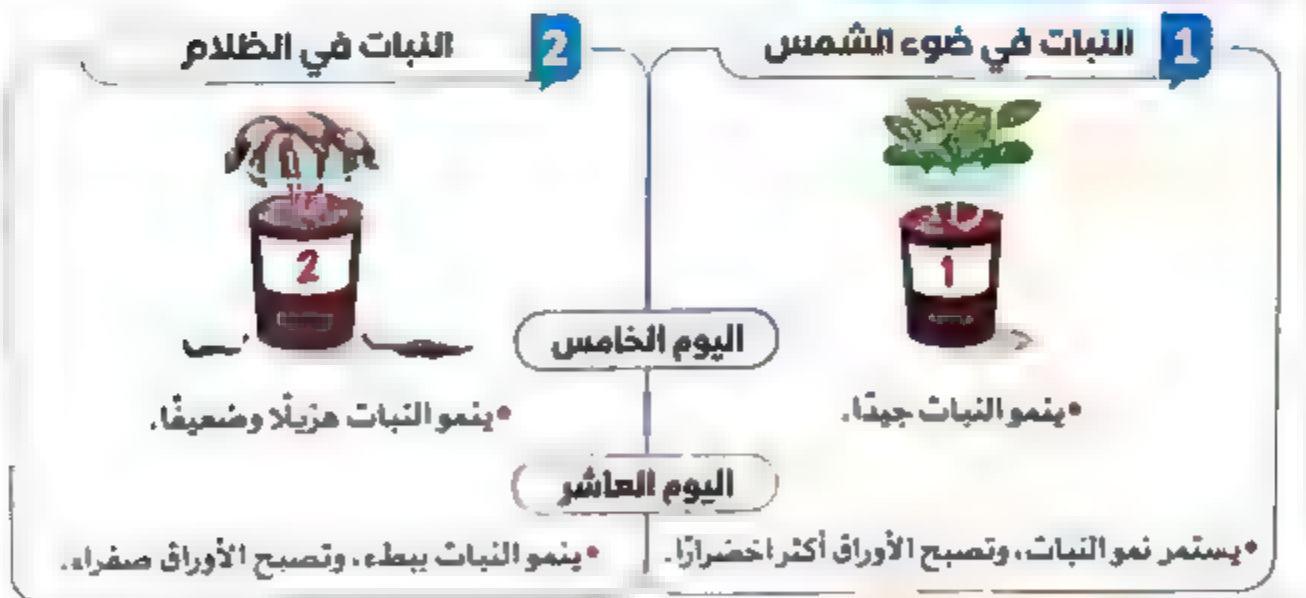 1 النبات في ضوء الشمس
2 النبات في الظلام
1
2
اليوم الخامس
•ينمو النبات جيدًا.
•ينمو النبات هزيلًا وضعيفًا.
اليوم العاشر
•يستمر نمو النبات، وتصبح الأوراق أكثر اخضرارًا.
•ينمو النبات ببطء، وتصبح الأوراق صفراء.